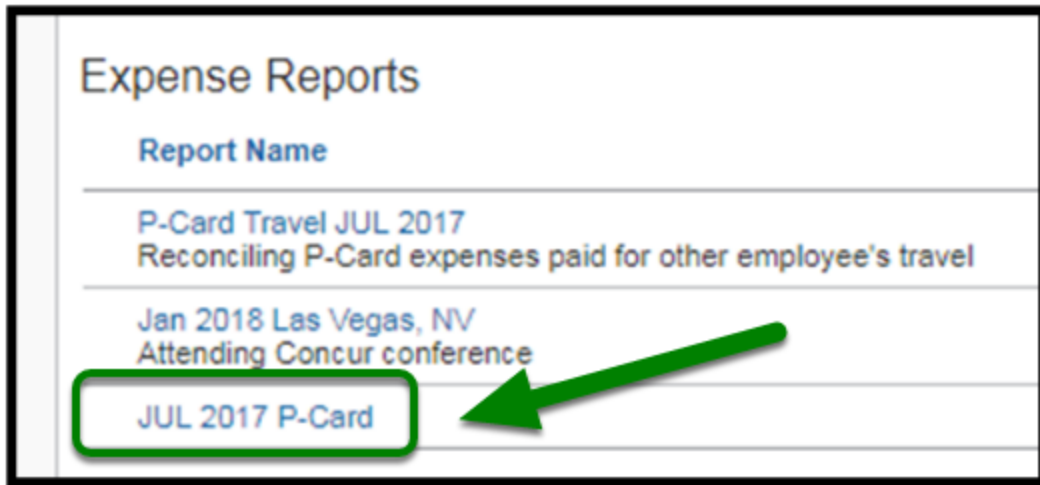 Expense Reports
Report Name
P-Card Travel JUL 2017
Reconciling P-Card expenses paid for other employee's travel
Jan 2018 Las Vegas, NV
Attending Concur conference
JUL 2017 P-Card